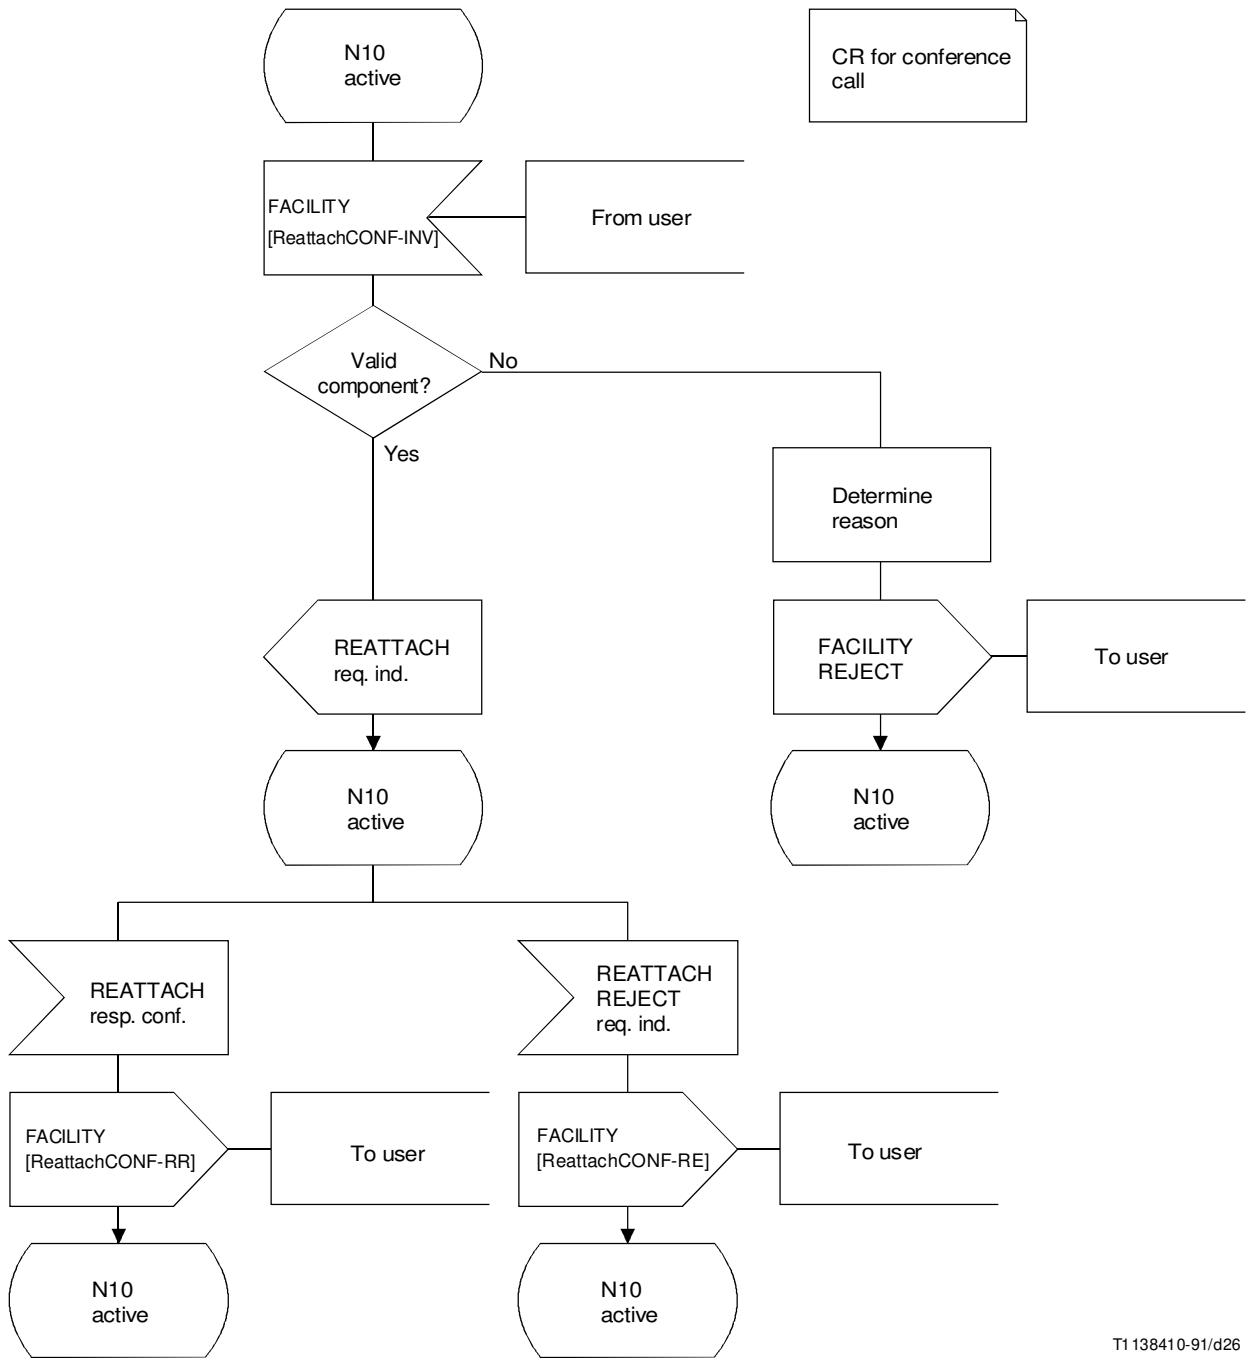 N10
active
CR for conference
call
FACILITY
[ReattachCONF-INV]
From user
Valid
component?
No
Yes
Determine
reason
REATTACH
req. ind.
FACILITY
REJECT
To user
N10
active
N10
active
REATTACH
resp. conf.
REATTACH
REJECT
req. ind.
FACILITY
[ReattachCONF-RR]
To user
FACILITY
[ReattachCONF-RE]
To user
N10
active
N10
active
T1138410-91/d26